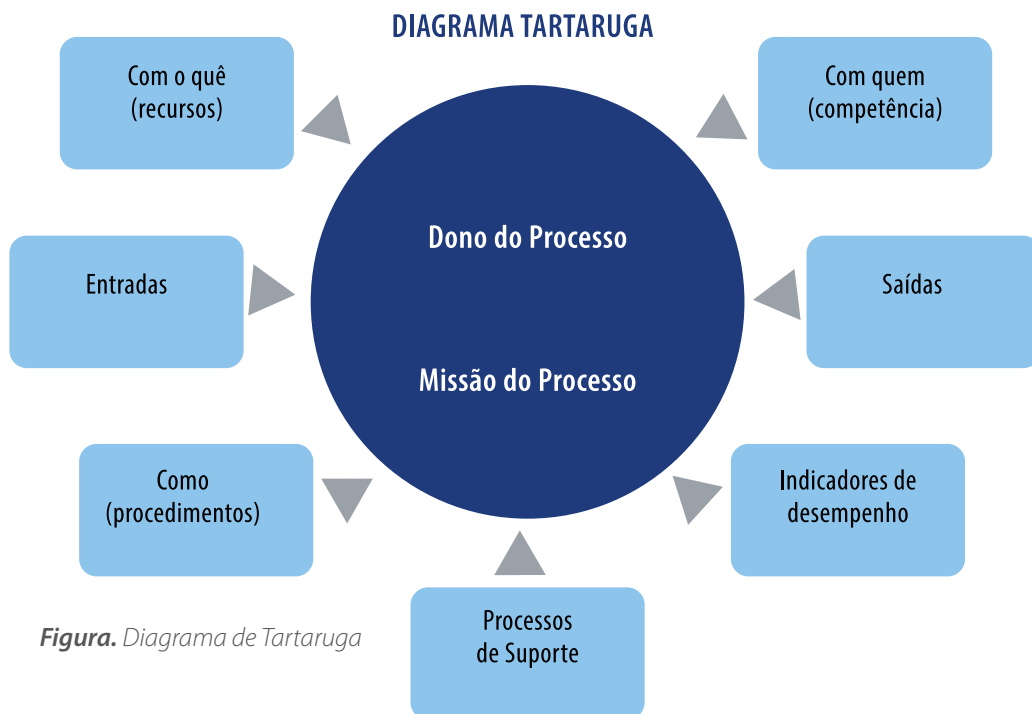 DIAGRAMA TARTARUGA
Com o quê
(recursos)
Com quem
(competência)
Dono do Processo
Entradas
Saídas
Missão do Processo
Como
(procedimentos)
Indicadores de
desempenho
Processos
de Suporte
Figura. Diagrama de Tartaruga